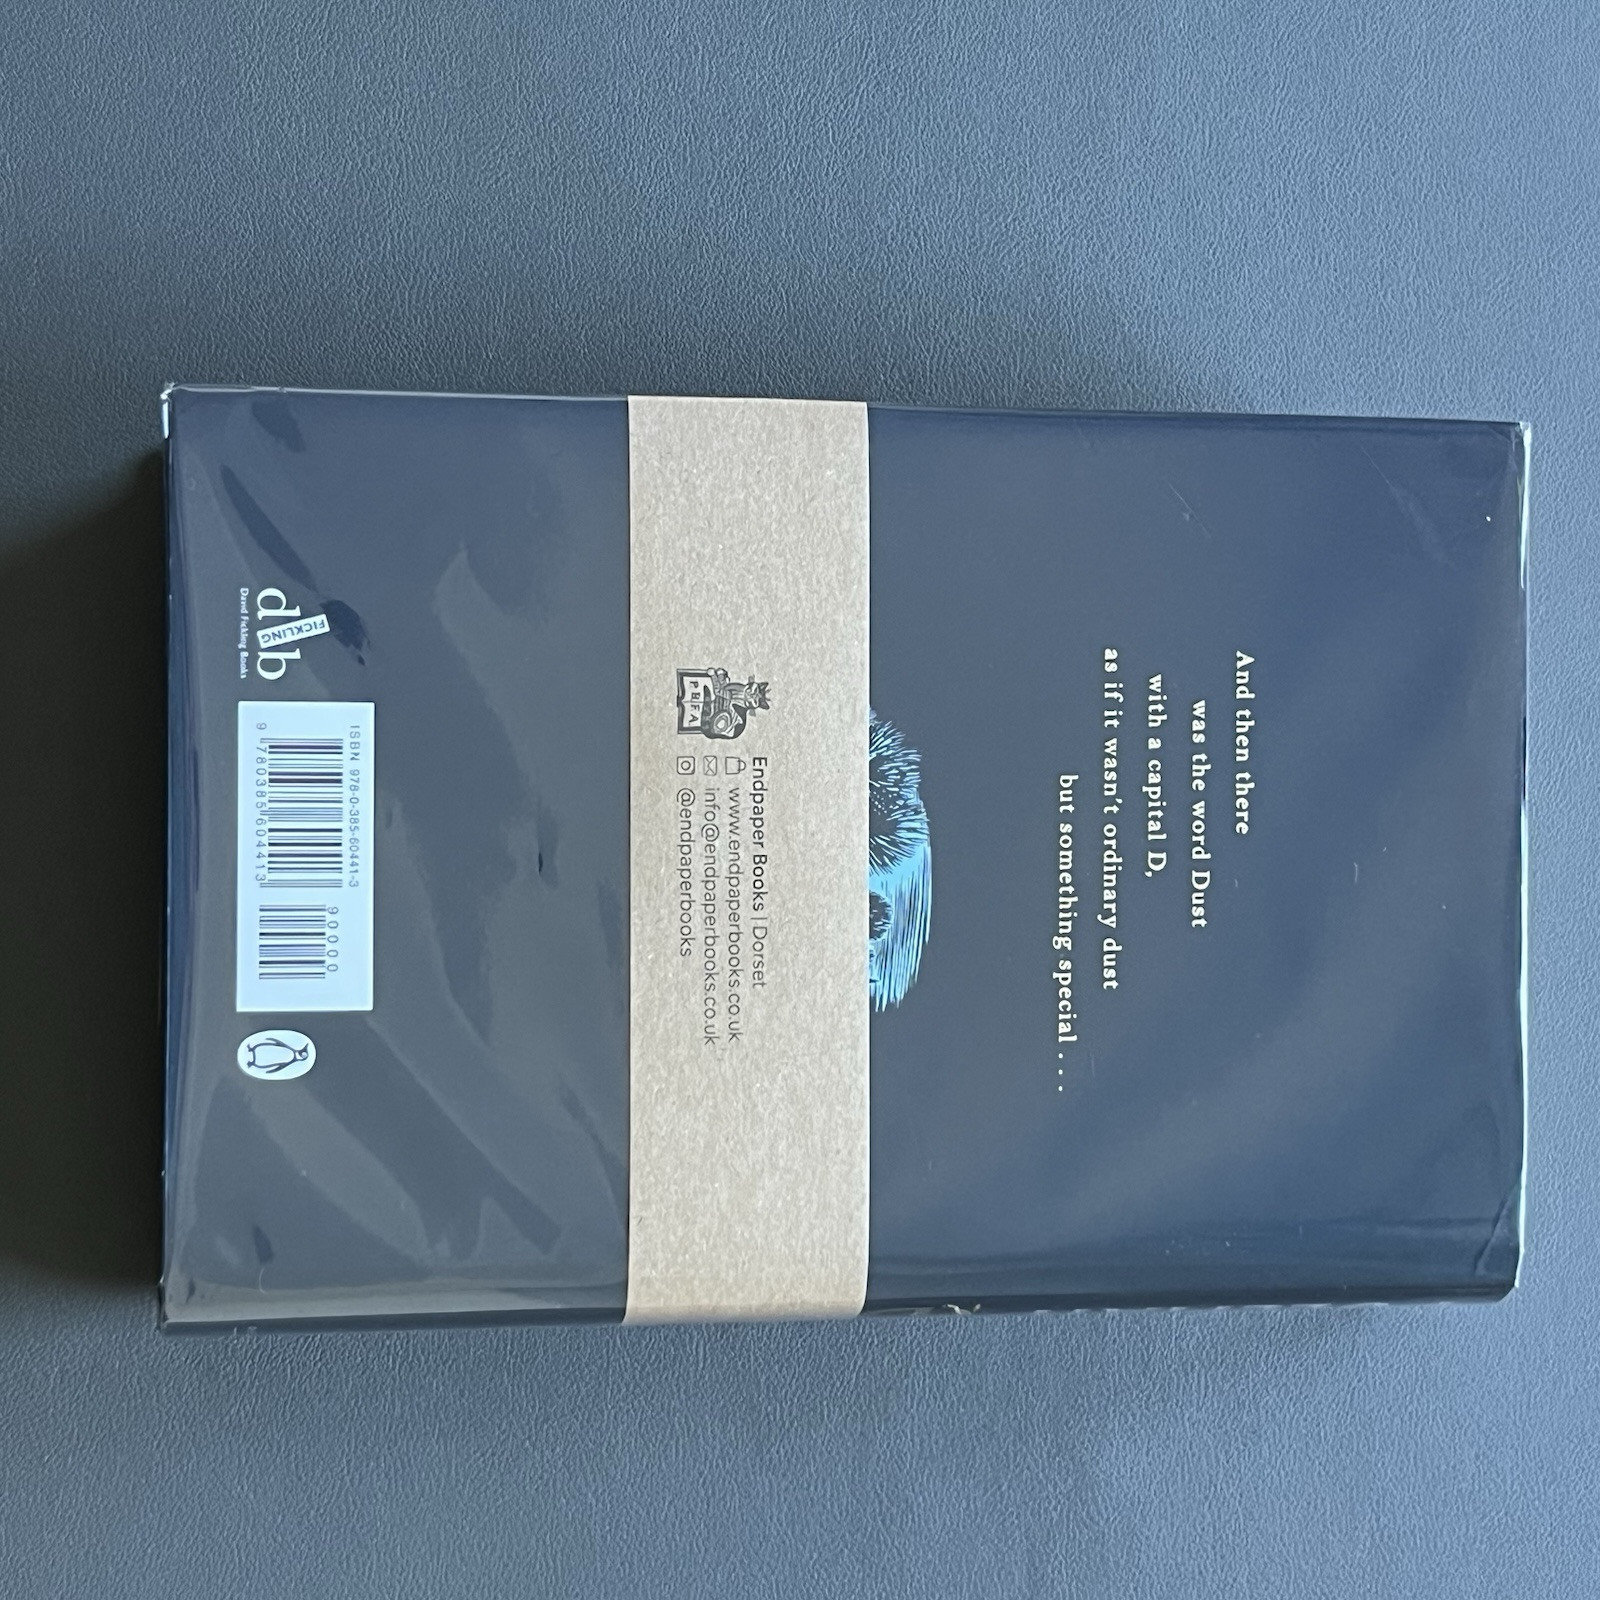 And then there
was the word Dust
with a capital D,
as if it wasn't ordinary dust
but something special . . .
PBFA
Endpaper Books | Dorset
www.endpaperbooks.co.uk
info@endpaperbooks.co.uk
@endpaperbooks
d FICKLING b
David Fickling Books
ISBN 978-0-385-60441-3
90000
9 780385 604413